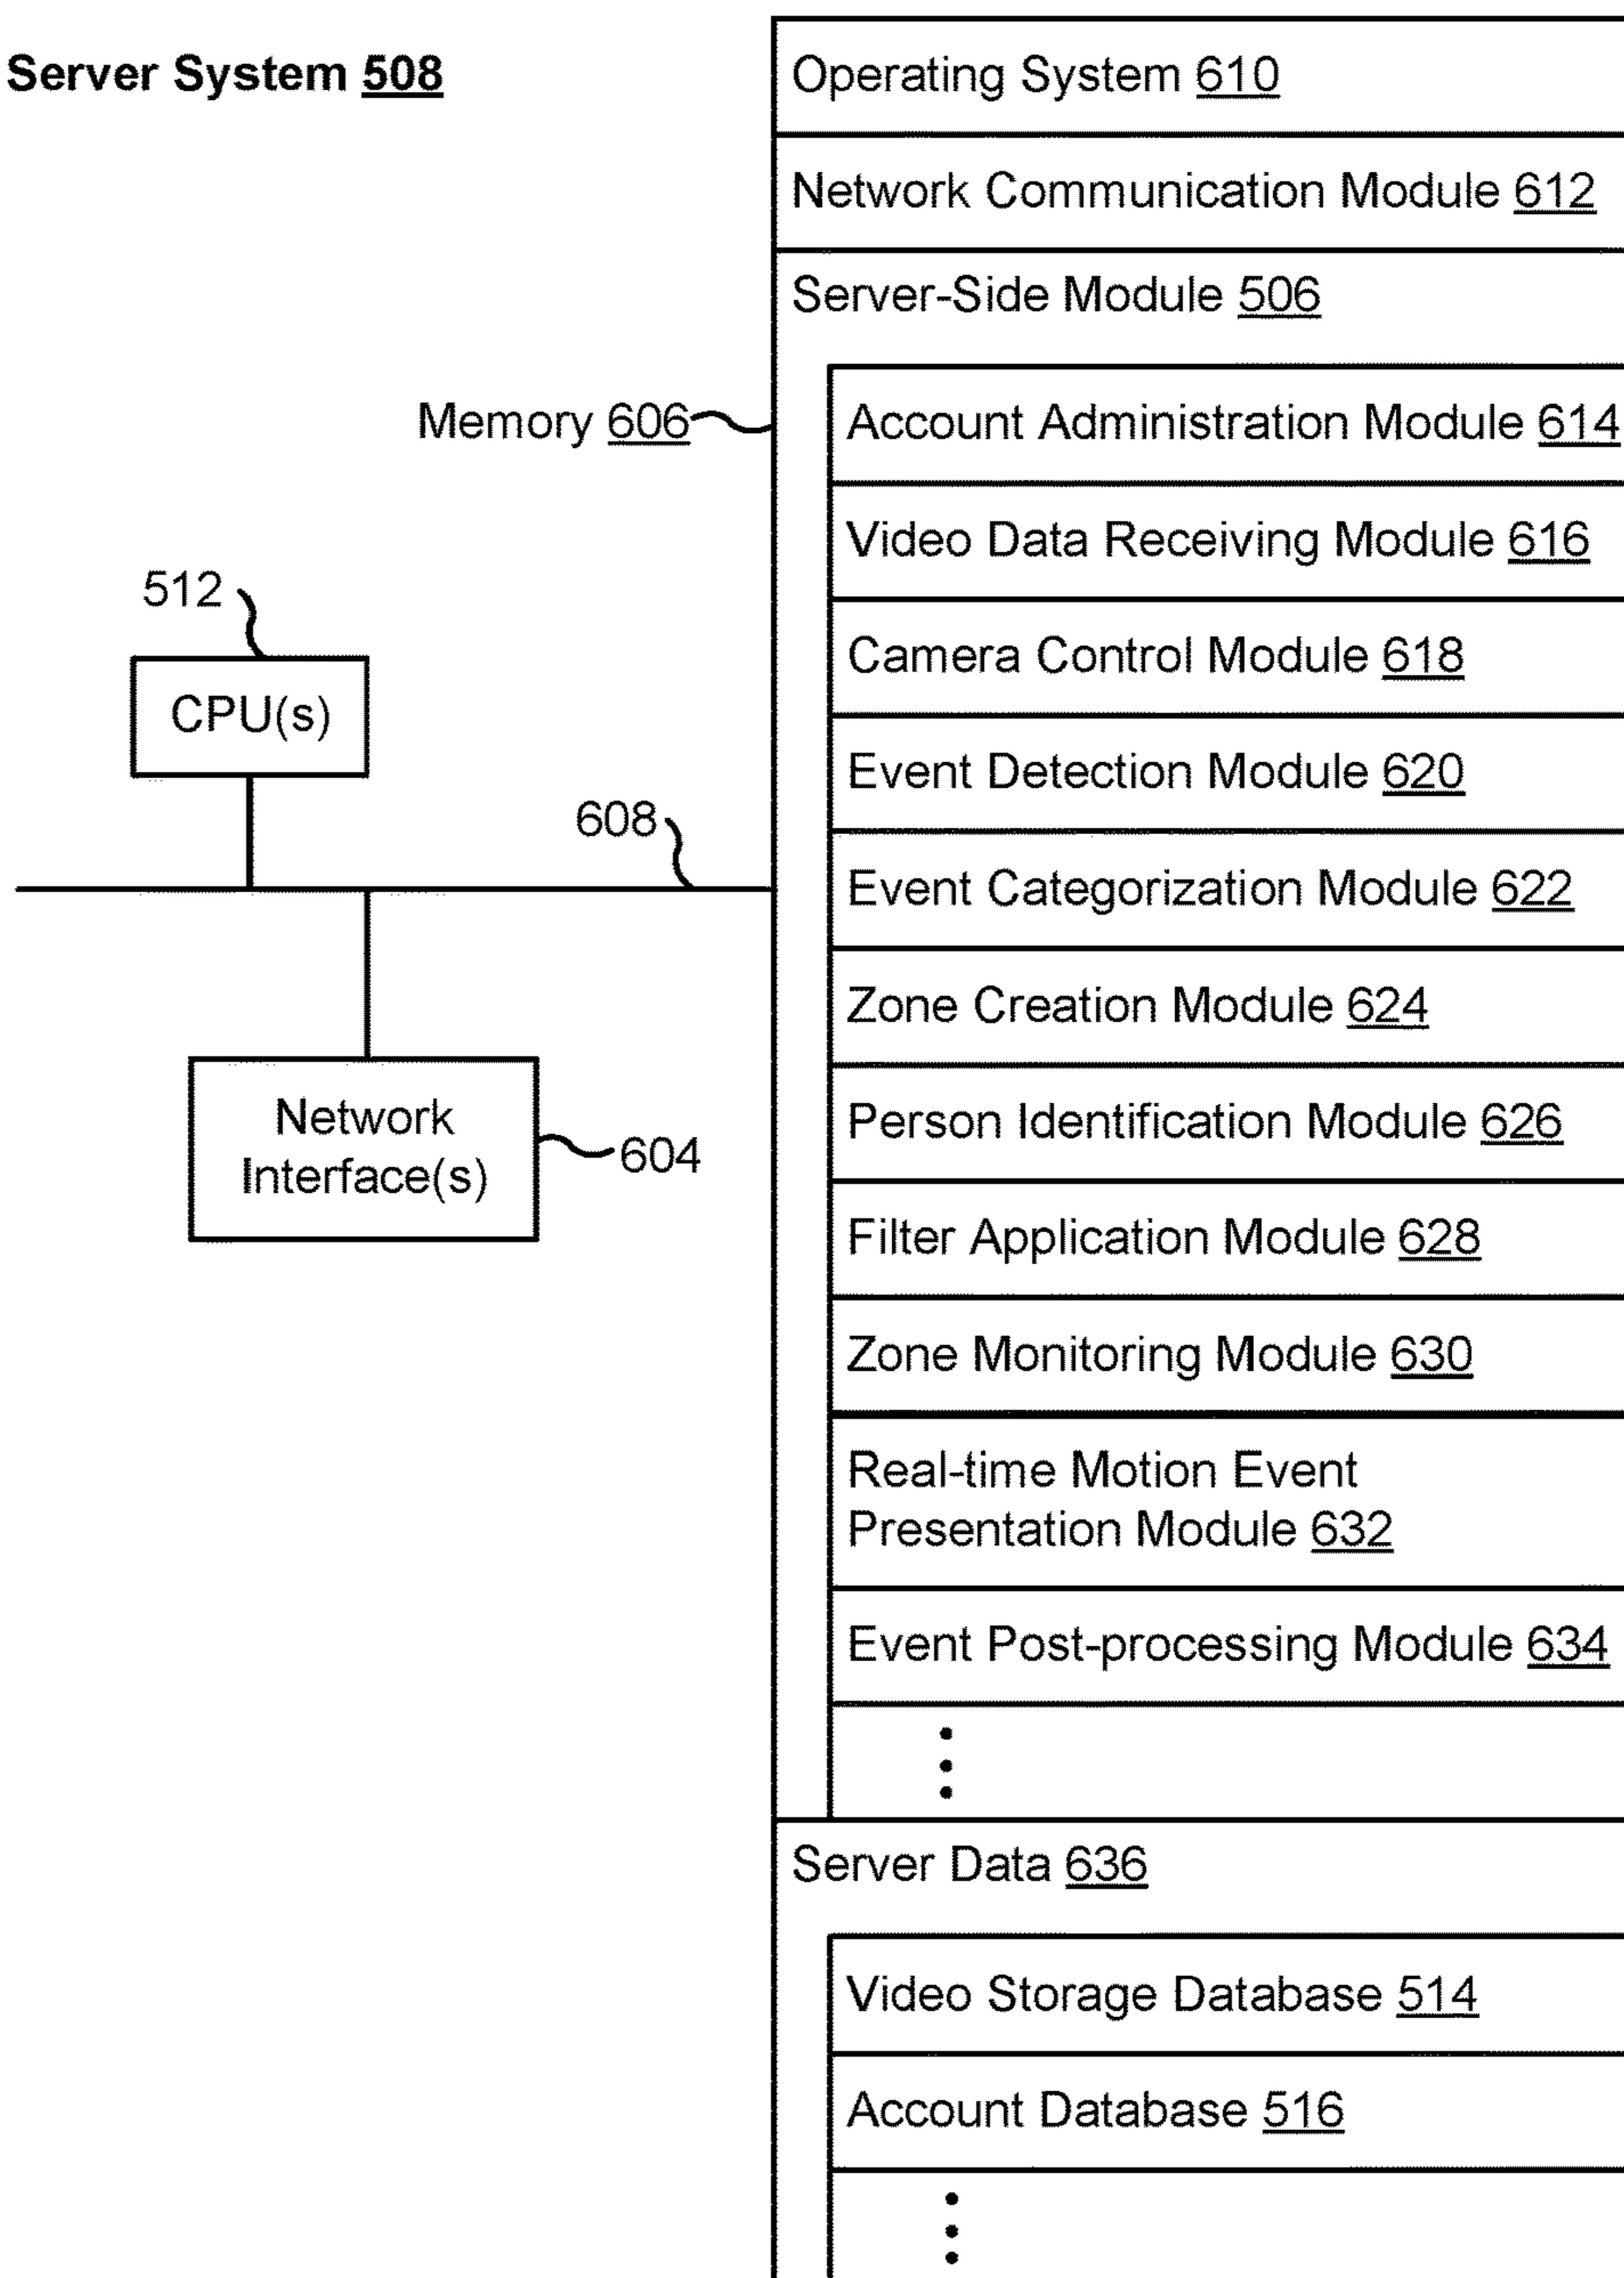 Server System 508
Operating System 610
Network Communication Module 612
Server-Side Module 506
Memory 606
Account Administration Module 614
Video Data Receiving Module 616
512
CPU(s)
Camera Control Module 618
Event Detection Module 620
608
Event Categorization Module 622
Zone Creation Module 624
Network
Interface(s)
604
Person Identification Module 626
Filter Application Module 628
Zone Monitoring Module 630
Real-time Motion Event
Presentation Module 632
Event Post-processing Module 634
Server Data 636
Video Storage Database 514
Account Database 516